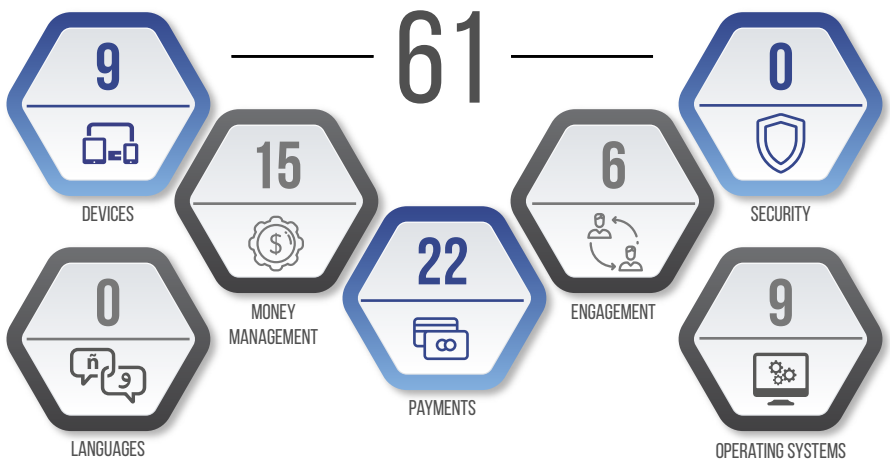 61
9
DEVICES
0
SECURITY
15
MONEY
MANAGEMENT
6
ENGAGEMENT
22
PAYMENTS
0
ñ
و
LANGUAGES
9
OPERATING SYSTEMS